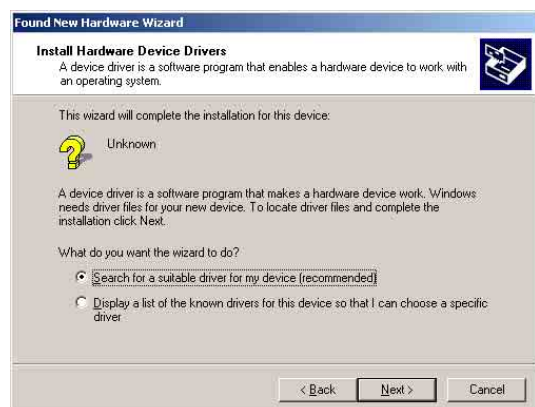 Found New Hardware Wizard
Install Hardware Device Drivers
A device driver is a software program that enables a hardware device to work with
an operating system.
This wizard will complete the installation for this device:
Unknown
A device driver is a software program that makes a hardware device work. Windows
needs driver files for your new device. To locate driver files and complete the
installation click Next.
What do you want the wizard to do?
Search for a suitable driver for my device (recommended)
Display a list of the known drivers for this device so that I can choose a specific
driver
< Back
Next >
Cancel